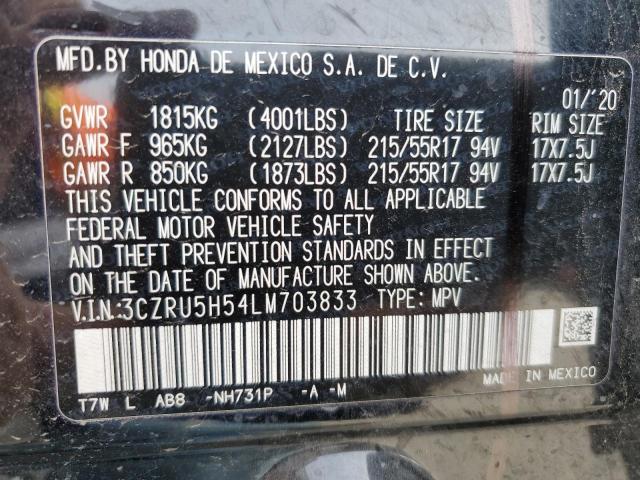 MFD.BY HONDA DE MEXICO S.A. DE C.V.
01/'20
GVWR 1815KG (4001LBS) TIRE SIZE RIM SIZE
GAWR F 965KG (2127LBS) 215/55R17 94V 17X7.5J
GAWR R 850KG (1873LBS) 215/55R17 94V 17X7.5J
THIS VEHICLE CONFORMS TO ALL APPLICABLE
FEDERAL MOTOR VEHICLE SAFETY
AND THEFT PREVENTION STANDARDS IN EFFECT
ON THE DATE OF MANUFACTURE SHOWN ABOVE.
V.I.N:3CZRU5H54LM703833 TYPE: MPV
MADE IN MEXICO
T7W L AB8 -NH731P -A -M